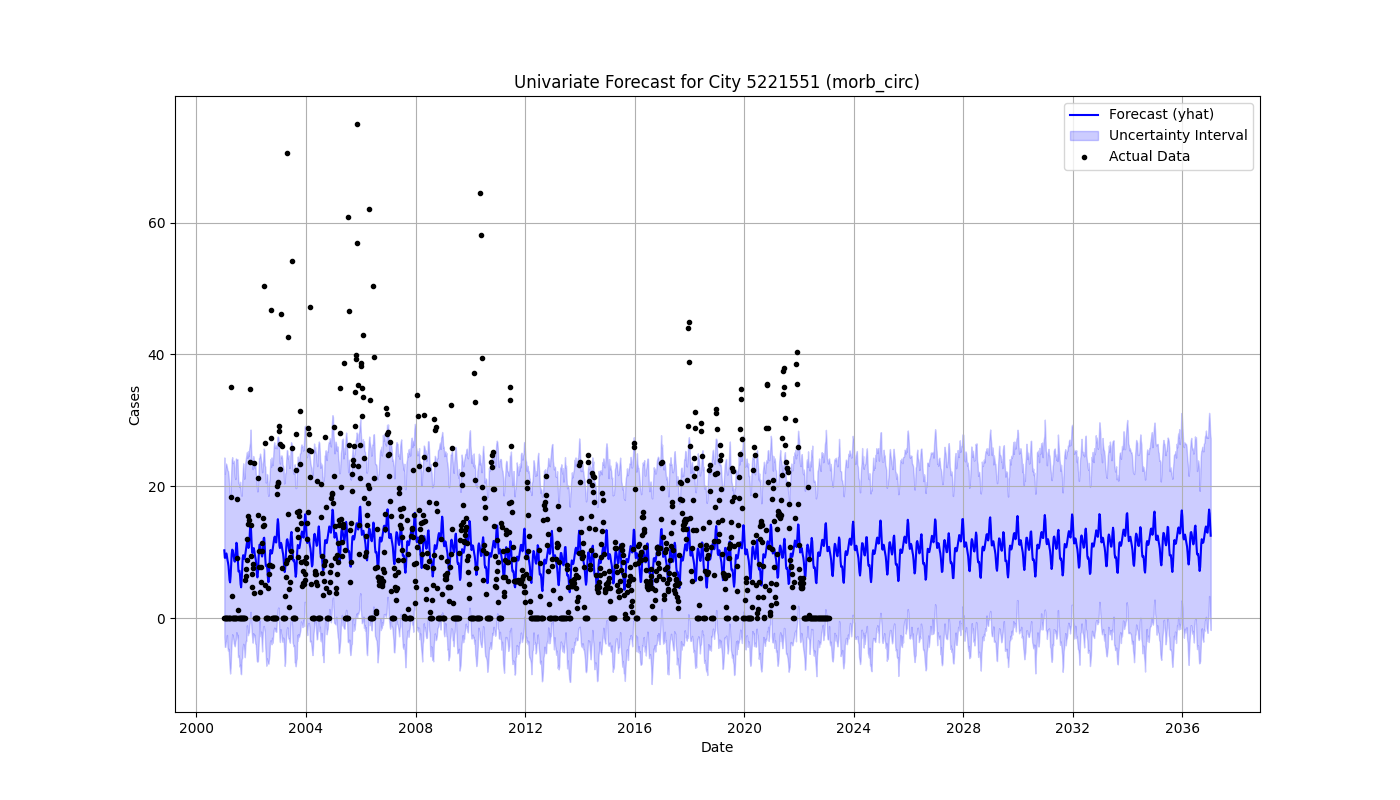 Univariate Forecast for City 5221551 (morb_circ)
Forecast (yhat)
Uncertainty Interval
Actual Data
Cases
60
40
20
0
2000 2004 2008 2012 2016 2020 2024 2028 2032 2036
Date